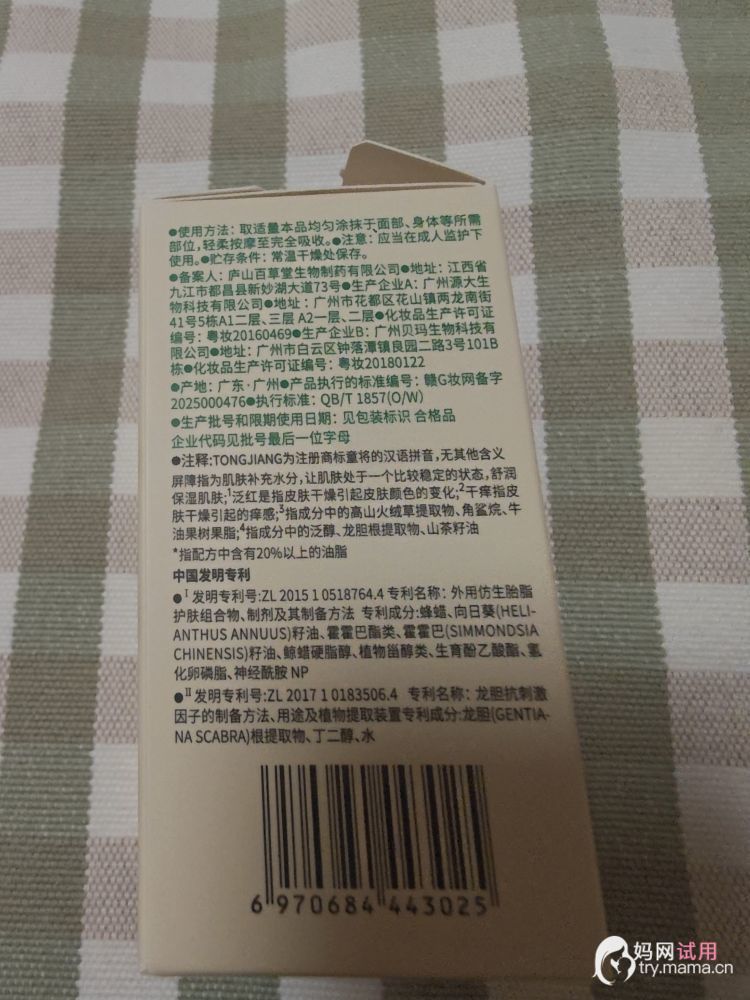 ●使用方法：取适量本品均匀涂抹于面部、身体等所需
部位，轻柔按摩至完全吸收。●注意：应当在成人监护下
使用。●贮存条件：常温干燥处保存。
●备案人：庐山百草堂生物制药有限公司●地址：江西省
九江市都昌县新妙湖大道73号●生产企业A：广州源大生
物科技有限公司●地址：广州市花都区花山镇两龙南街
41号5栋A1二层、三层 A2一层、二层●化妆品生产许可证
编号：粤妆20160469●生产企业B：广州贝玛生物科技有
限公司●地址：广州市白云区钟落潭镇良园二路3号101B
栋●化妆品生产许可证编号：粤妆20180122
●产地：广东·广州●产品执行的标准编号：赣G妆网备字
2025000476●执行标准：QB/T 1857(O/W)
●生产批号和限期使用日期：见包装标识 合格品
企业代码见批号最后一位字母
●注释:TONGJIANG为注册商标童将的汉语拼音，无其他含义
屏障指为肌肤补充水分，让肌肤处于一个比较稳定的状态，舒润
保湿肌肤;¹泛红是指皮肤干燥引起皮肤颜色的变化;²干痒指皮
肤干燥引起的痒感;³指成分中的高山火绒草提取物、角鲨烷、牛
油果树果脂;⁴指成分中的泛醇、龙胆根提取物、山茶籽油
*指配方中含有20%以上的油脂
中国发明专利
●Ⅰ 发明专利号:ZL 2015 1 0518764.4 专利名称：外用仿生胎脂
护肤组合物、制剂及其制备方法 专利成分:蜂蜡、向日葵(HELI-
ANTHUS ANNUUS)籽油、霍霍巴酯类、霍霍巴(SIMMONDSIA
CHINENSIS)籽油、鲸蜡硬脂醇、植物甾醇类、生育酚乙酸酯、氢
化卵磷脂、神经酰胺 NP
●Ⅱ 发明专利号:ZL 2017 1 0183506.4 专利名称：龙胆抗刺激
因子的制备方法、用途及植物提取装置专利成分:龙胆(GENTIA-
NA SCABRA)根提取物、丁二醇、水
6 970684 443025
妈网试用
try.mama.cn